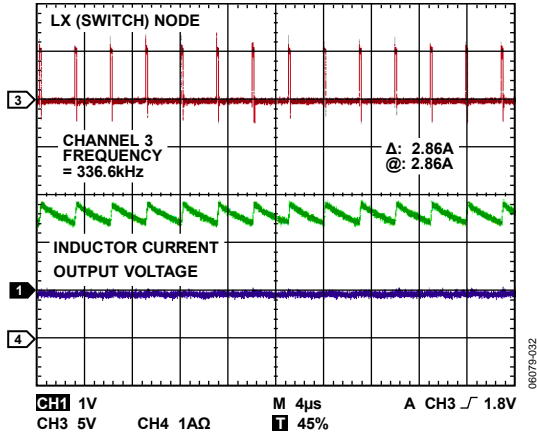 LX (SWITCH) NODE
3
CHANNEL 3
FREQUENCY
= 336.6kHz
Δ: 2.86A
@: 2.86A
INDUCTOR CURRENT
OUTPUT VOLTAGE
1
4
06079-032
CH1 1V M 4µs A CH3 1.8V
CH3 5V CH4 1AΩ T 45%